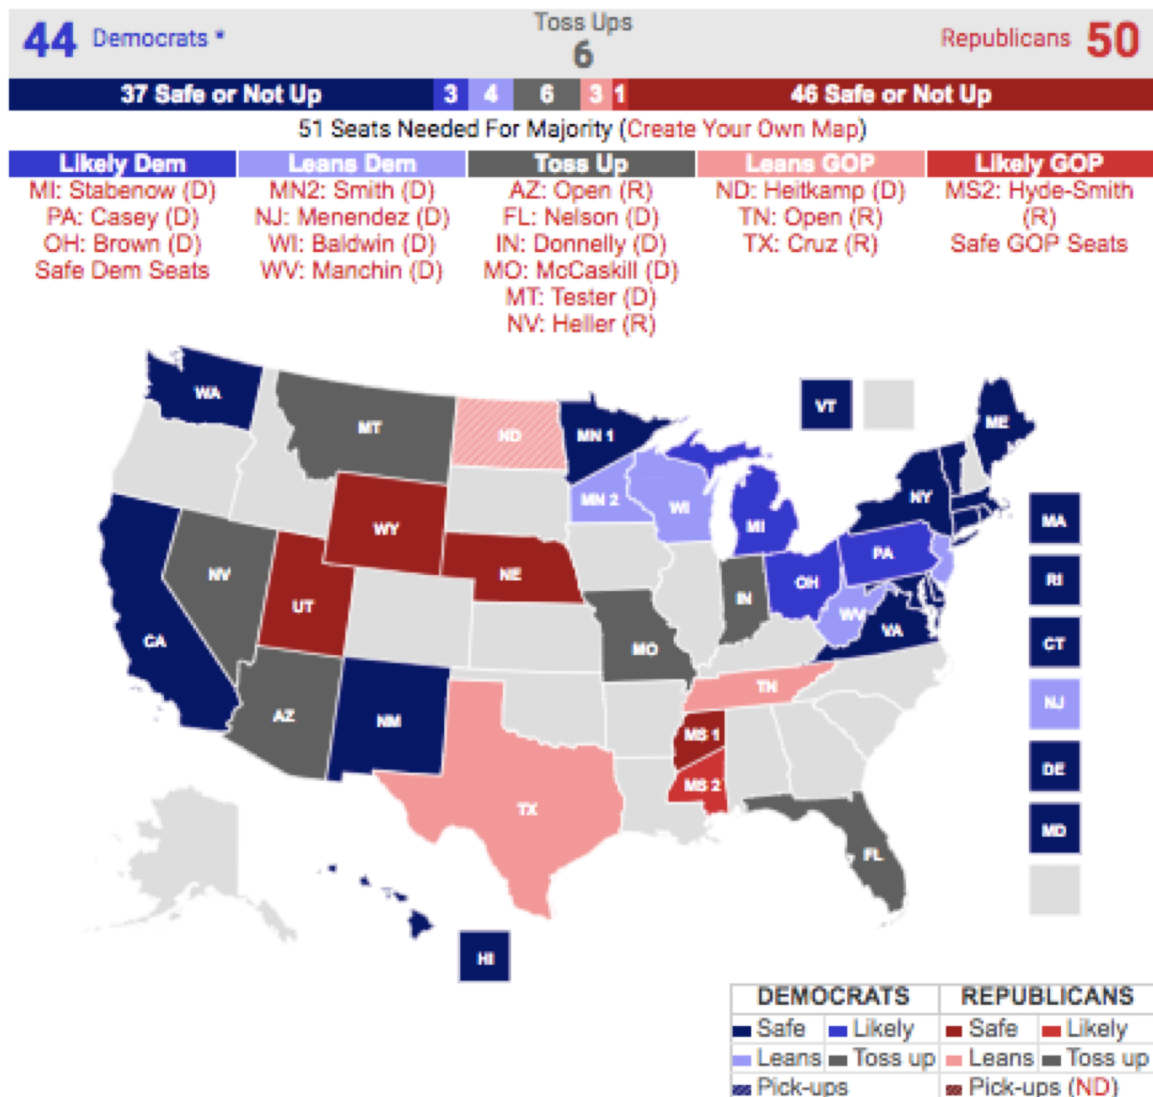 44 Democrats * Toss Ups 6 Republicans 50
37 Safe or Not Up 3 4 6 3 1 46 Safe or Not Up
51 Seats Needed For Majority (Create Your Own Map)
Likely Dem
MI: Stabenow (D)
PA: Casey (D)
OH: Brown (D)
Safe Dem Seats
Leans Dem
MN2: Smith (D)
NJ: Menendez (D)
WI: Baldwin (D)
WV: Manchin (D)
Toss Up
AZ: Open (R)
FL: Nelson (D)
IN: Donnelly (D)
MO: McCaskill (D)
MT: Tester (D)
NV: Heller (R)
Leans GOP
ND: Heitkamp (D)
TN: Open (R)
TX: Cruz (R)
Likely GOP
MS2: Hyde-Smith
(R)
Safe GOP Seats
WA
MT
ND
MN 1
VT
ME
MN 2
WI
MI
NY
MA
WY
PA
RI
NV
UT
NE
IN
OH
WV
VA
CT
CA
MO
NJ
AZ
NM
TN
MS 1
DE
TX
MS 2
MD
FL
HI
DEMOCRATS REPUBLICANS
Safe Likely Safe Likely
Leans Toss up Leans Toss up
Pick-ups Pick-ups (ND)